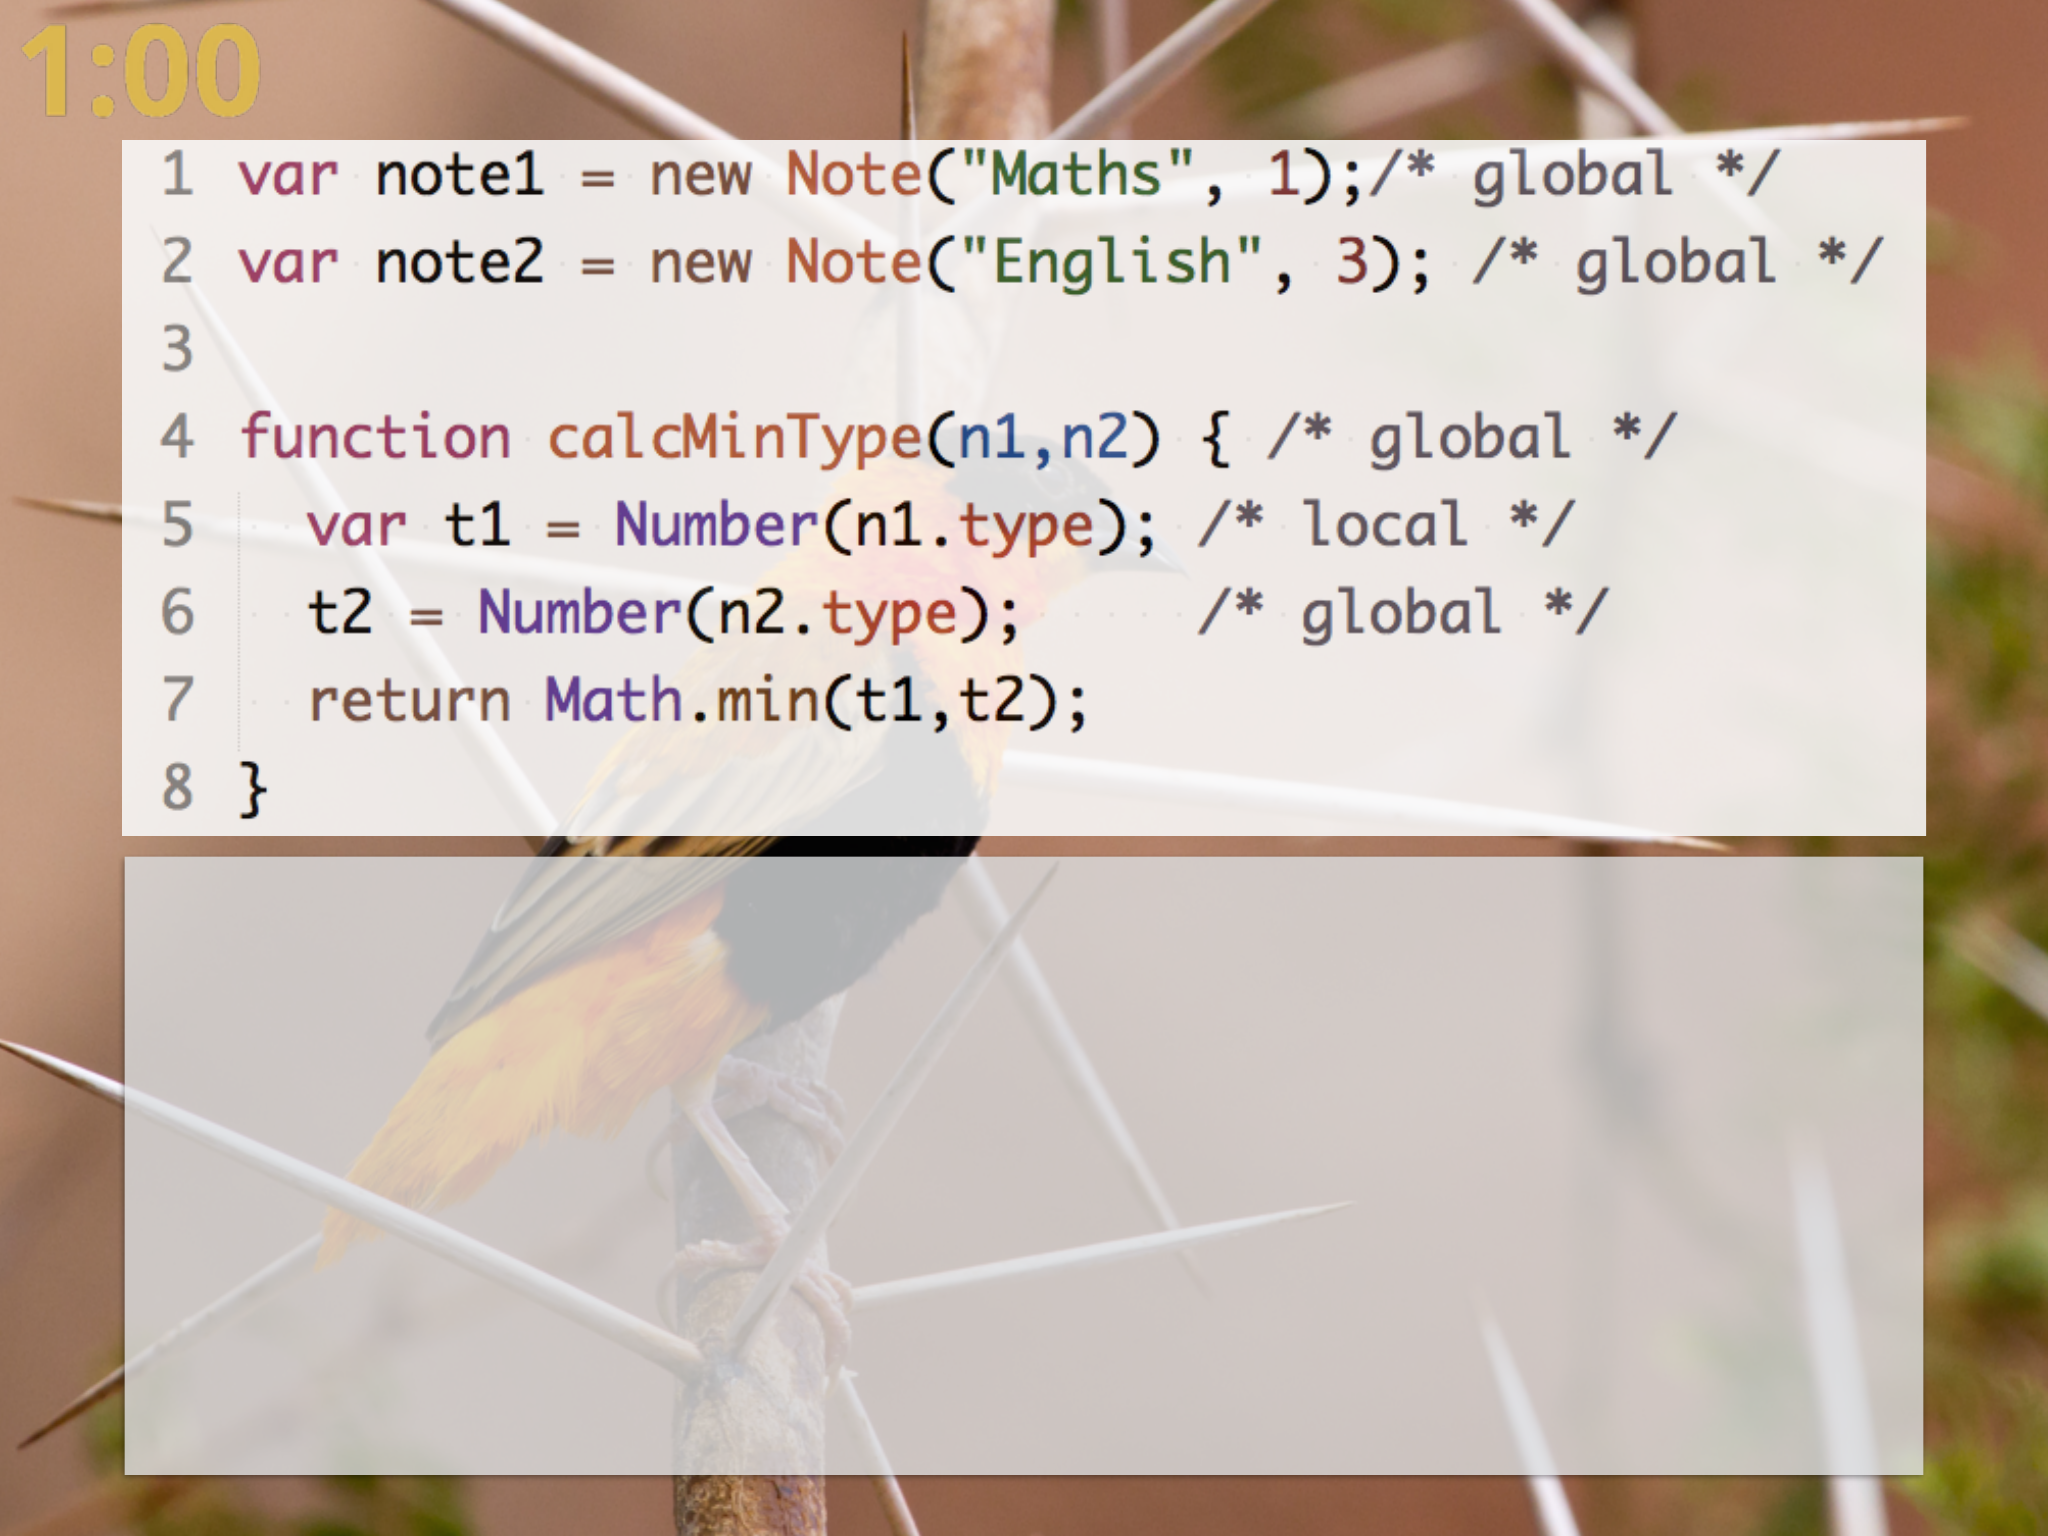 1:00
1 var note1 = new Note("Maths", 1);/* global */
2 var note2 = new Note("English", 3); /* global */
3
4 function calcMinType(n1,n2) { /* global */
5   var t1 = Number(n1.type); /* local */
6   t2 = Number(n2.type);     /* global */
7   return Math.min(t1,t2);
8 }